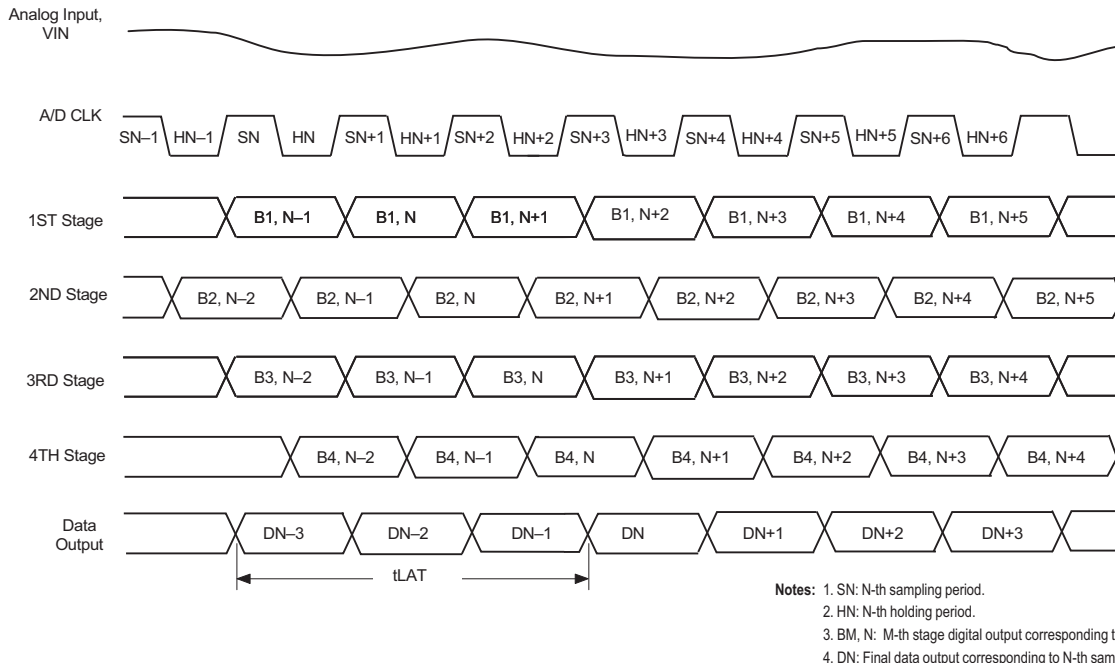 Analog Input,
VIN
A/D CLK
SN–1 HN–1 SN HN SN+1 HN+1 SN+2 HN+2 SN+3 HN+3 SN+4 HN+4 SN+5 HN+5 SN+6 HN+6
1ST Stage B1, N–1 B1, N B1, N+1 B1, N+2 B1, N+3 B1, N+4 B1, N+5
2ND Stage B2, N–2 B2, N–1 B2, N B2, N+1 B2, N+2 B2, N+3 B2, N+4 B2, N+5
3RD Stage B3, N–2 B3, N–1 B3, N B3, N+1 B3, N+2 B3, N+3 B3, N+4
4TH Stage B4, N–2 B4, N–1 B4, N B4, N+1 B4, N+2 B4, N+3 B4, N+4
Data
Output
DN–3 DN–2 DN–1 DN DN+1 DN+2 DN+3
tLAT
Notes: 1. SN: N-th sampling period.
2. HN: N-th holding period.
3. BM, N: M-th stage digital output corresponding
4. DN: Final data output corresponding to N-th